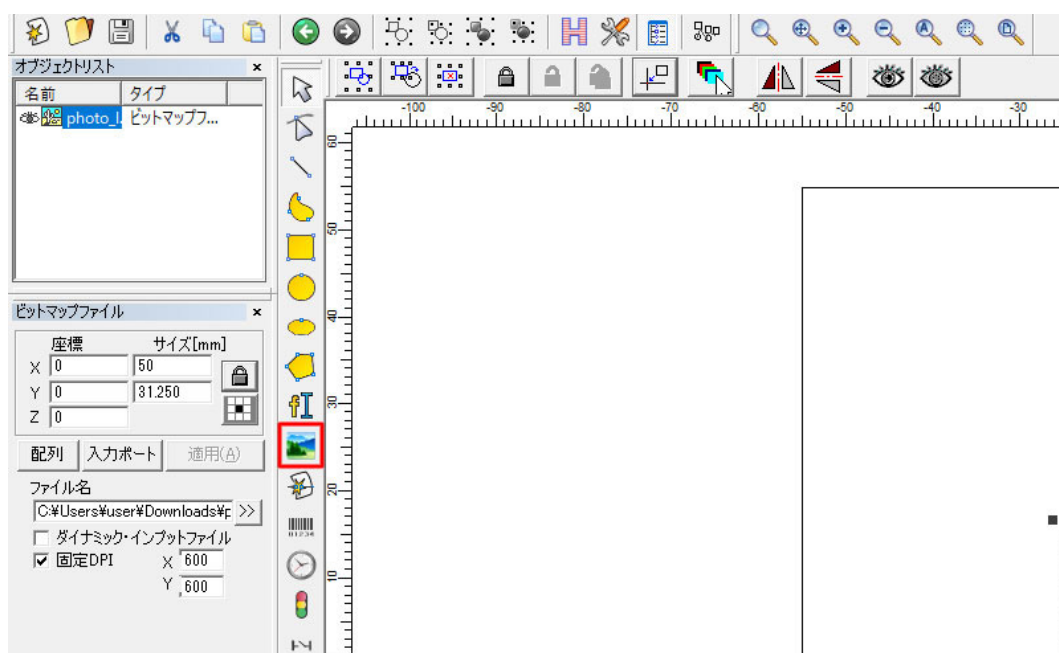 オブジェクトリスト
名前 タイプ
photo_l. ビットマップフ...
ビットマップファイル
座標 サイズ[mm]
X 0 50
Y 0 31.250
Z 0
配列 入力ポート 適用(A)
ファイル名
C:¥Users¥user¥Downloads¥p >>
ダイナミック・インプットファイル
固定DPI X 600
Y 600
-100 -90 -80 -70 -60 -50 -40 -30
60
50
40
30
20
10